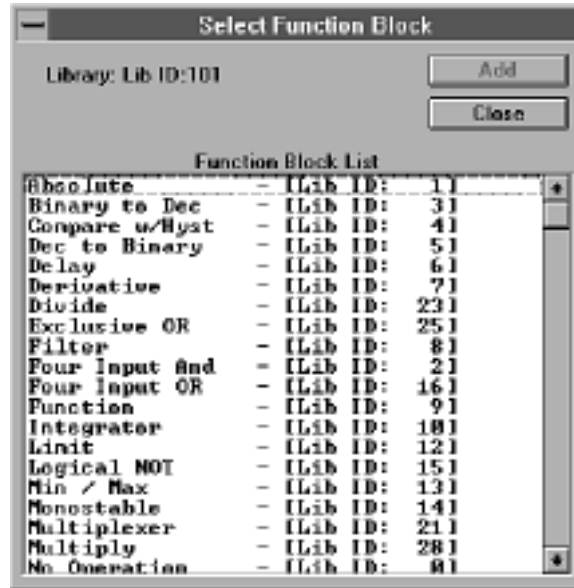 Select Function Block
Library: Lib ID:101
Add
Close
Function Block List
Absolute - [Lib ID: 1]
Binary to Dec - [Lib ID: 3]
Compare w/Hyst - [Lib ID: 4]
Dec to Binary - [Lib ID: 5]
Delay - [Lib ID: 6]
Derivative - [Lib ID: 7]
Divide - [Lib ID: 23]
Exclusive OR - [Lib ID: 25]
Filter - [Lib ID: 8]
Four Input And - [Lib ID: 2]
Four Input OR - [Lib ID: 16]
Function - [Lib ID: 9]
Integrator - [Lib ID: 10]
Limit - [Lib ID: 12]
Logical NOT - [Lib ID: 15]
Min / Max - [Lib ID: 13]
Monostable - [Lib ID: 14]
Multiplexer - [Lib ID: 21]
Multiply - [Lib ID: 20]
No Operation - [Lib ID: 0]